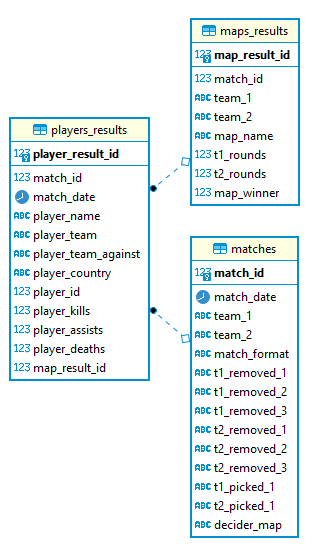 maps_results
123 map_result_id
123 match_id
ABC team_1
ABC team_2
ABC map_name
123 t1_rounds
123 t2_rounds
123 map_winner
players_results
123 player_result_id
123 match_id
match_date
ABC player_name
ABC player_team
ABC player_team_against
ABC player_country
123 player_id
123 player_kills
123 player_assists
123 player_deaths
123 map_result_id
matches
123 match_id
match_date
ABC team_1
ABC team_2
ABC match_format
ABC t1_removed_1
ABC t1_removed_2
ABC t1_removed_3
ABC t2_removed_1
ABC t2_removed_2
ABC t2_removed_3
ABC t1_picked_1
ABC t2_picked_1
ABC decider_map